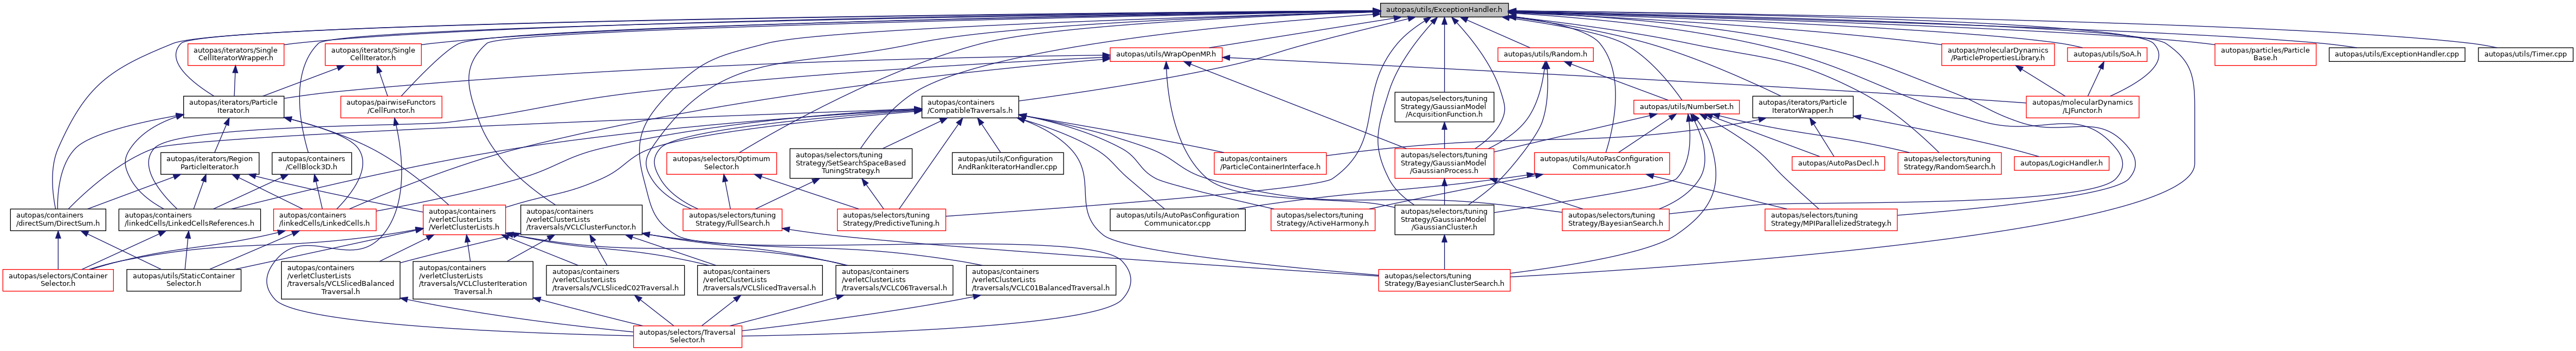 autopas/utils/ExceptionHandler.h
autopas/iterators/Single
CellIteratorWrapper.h
autopas/iterators/Single
CellIterator.h
autopas/utils/WrapOpenMP.h
autopas/utils/Random.h
autopas/molecularDynamics
/ParticlePropertiesLibrary.h
autopas/utils/SoA.h
autopas/particles/Particle
Base.h
autopas/utils/ExceptionHandler.cpp
autopas/utils/Timer.cpp
autopas/iterators/Particle
Iterator.h
autopas/pairwiseFunctors
/CellFunctor.h
autopas/containers
/CompatibleTraversals.h
autopas/selectors/tuning
Strategy/GaussianModel
/AcquisitionFunction.h
autopas/utils/NumberSet.h
autopas/iterators/Particle
IteratorWrapper.h
autopas/molecularDynamics
/LJFunctor.h
autopas/iterators/Region
ParticleIterator.h
autopas/containers
/CellBlock3D.h
autopas/selectors/Optimum
Selector.h
autopas/selectors/tuning
Strategy/SetSearchSpaceBased
TuningStrategy.h
autopas/utils/Configuration
AndRankIteratorHandler.cpp
autopas/containers
/ParticleContainerInterface.h
autopas/selectors/tuning
Strategy/GaussianModel
/GaussianProcess.h
autopas/utils/AutoPasConfiguration
Communicator.h
autopas/AutoPasDecl.h
autopas/selectors/tuning
Strategy/RandomSearch.h
autopas/LogicHandler.h
autopas/containers
/directSum/DirectSum.h
autopas/containers
/linkedCells/LinkedCellsReferences.h
autopas/containers
/linkedCells/LinkedCells.h
autopas/containers
/verletClusterLists
/VerletClusterLists.h
autopas/containers
/verletClusterLists
/traversals/VCLClusterFunctor.h
autopas/selectors/tuning
Strategy/FullSearch.h
autopas/selectors/tuning
Strategy/PredictiveTuning.h
autopas/utils/AutoPasConfiguration
Communicator.cpp
autopas/selectors/tuning
Strategy/ActiveHarmony.h
autopas/selectors/tuning
Strategy/GaussianModel
/GaussianCluster.h
autopas/selectors/tuning
Strategy/BayesianSearch.h
autopas/selectors/tuning
Strategy/MPIParallelizedStrategy.h
autopas/selectors/Container
Selector.h
autopas/utils/StaticContainer
Selector.h
autopas/containers
/verletClusterLists
/traversals/VCLSlicedBalanced
Traversal.h
autopas/containers
/verletClusterLists
/traversals/VCLClusterIteration
Traversal.h
autopas/containers
/verletClusterLists
/traversals/VCLSlicedC02Traversal.h
autopas/containers
/verletClusterLists
/traversals/VCLSlicedTraversal.h
autopas/containers
/verletClusterLists
/traversals/VCLC06Traversal.h
autopas/containers
/verletClusterLists
/traversals/VCLC01BalancedTraversal.h
autopas/selectors/tuning
Strategy/BayesianClusterSearch.h
autopas/selectors/Traversal
Selector.h